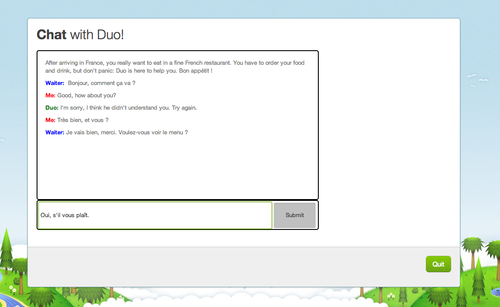 Chat with Duo!
After arriving in France, you really want to eat in a fine French restaurant. You have to order your food
and drink, but don't panic: Duo is here to help you. Bon appétit !
Waiter: Bonjour, comment ça va ?
Me: Good, how about you?
Duo: I'm sorry, I think he didn't understand you. Try again.
Me: Très bien, et vous ?
Waiter: Je vais bien, merci. Voulez-vous voir le menu ?
Oui, s'il vous plaît.
Submit
Quit